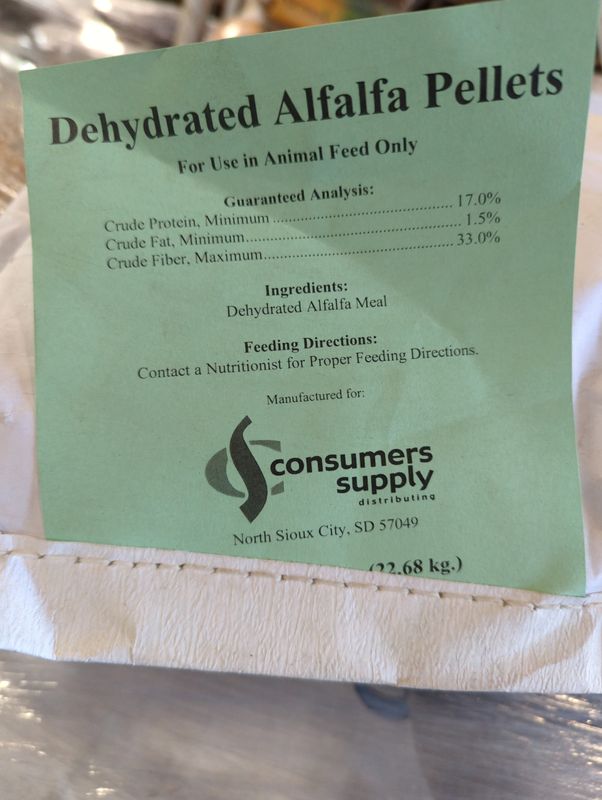 Dehydrated Alfalfa Pellets
For Use in Animal Feed Only
Guaranteed Analysis:
Crude Protein, Minimum ........................................ 17.0%
Crude Fat, Minimum................................................ 1.5%
Crude Fiber, Maximum........................................... 33.0%
Ingredients:
Dehydrated Alfalfa Meal
Feeding Directions:
Contact a Nutritionist for Proper Feeding Directions.
Manufactured for:
consumers
supply
distributing
North Sioux City, SD 57049
(22.68 kg.)